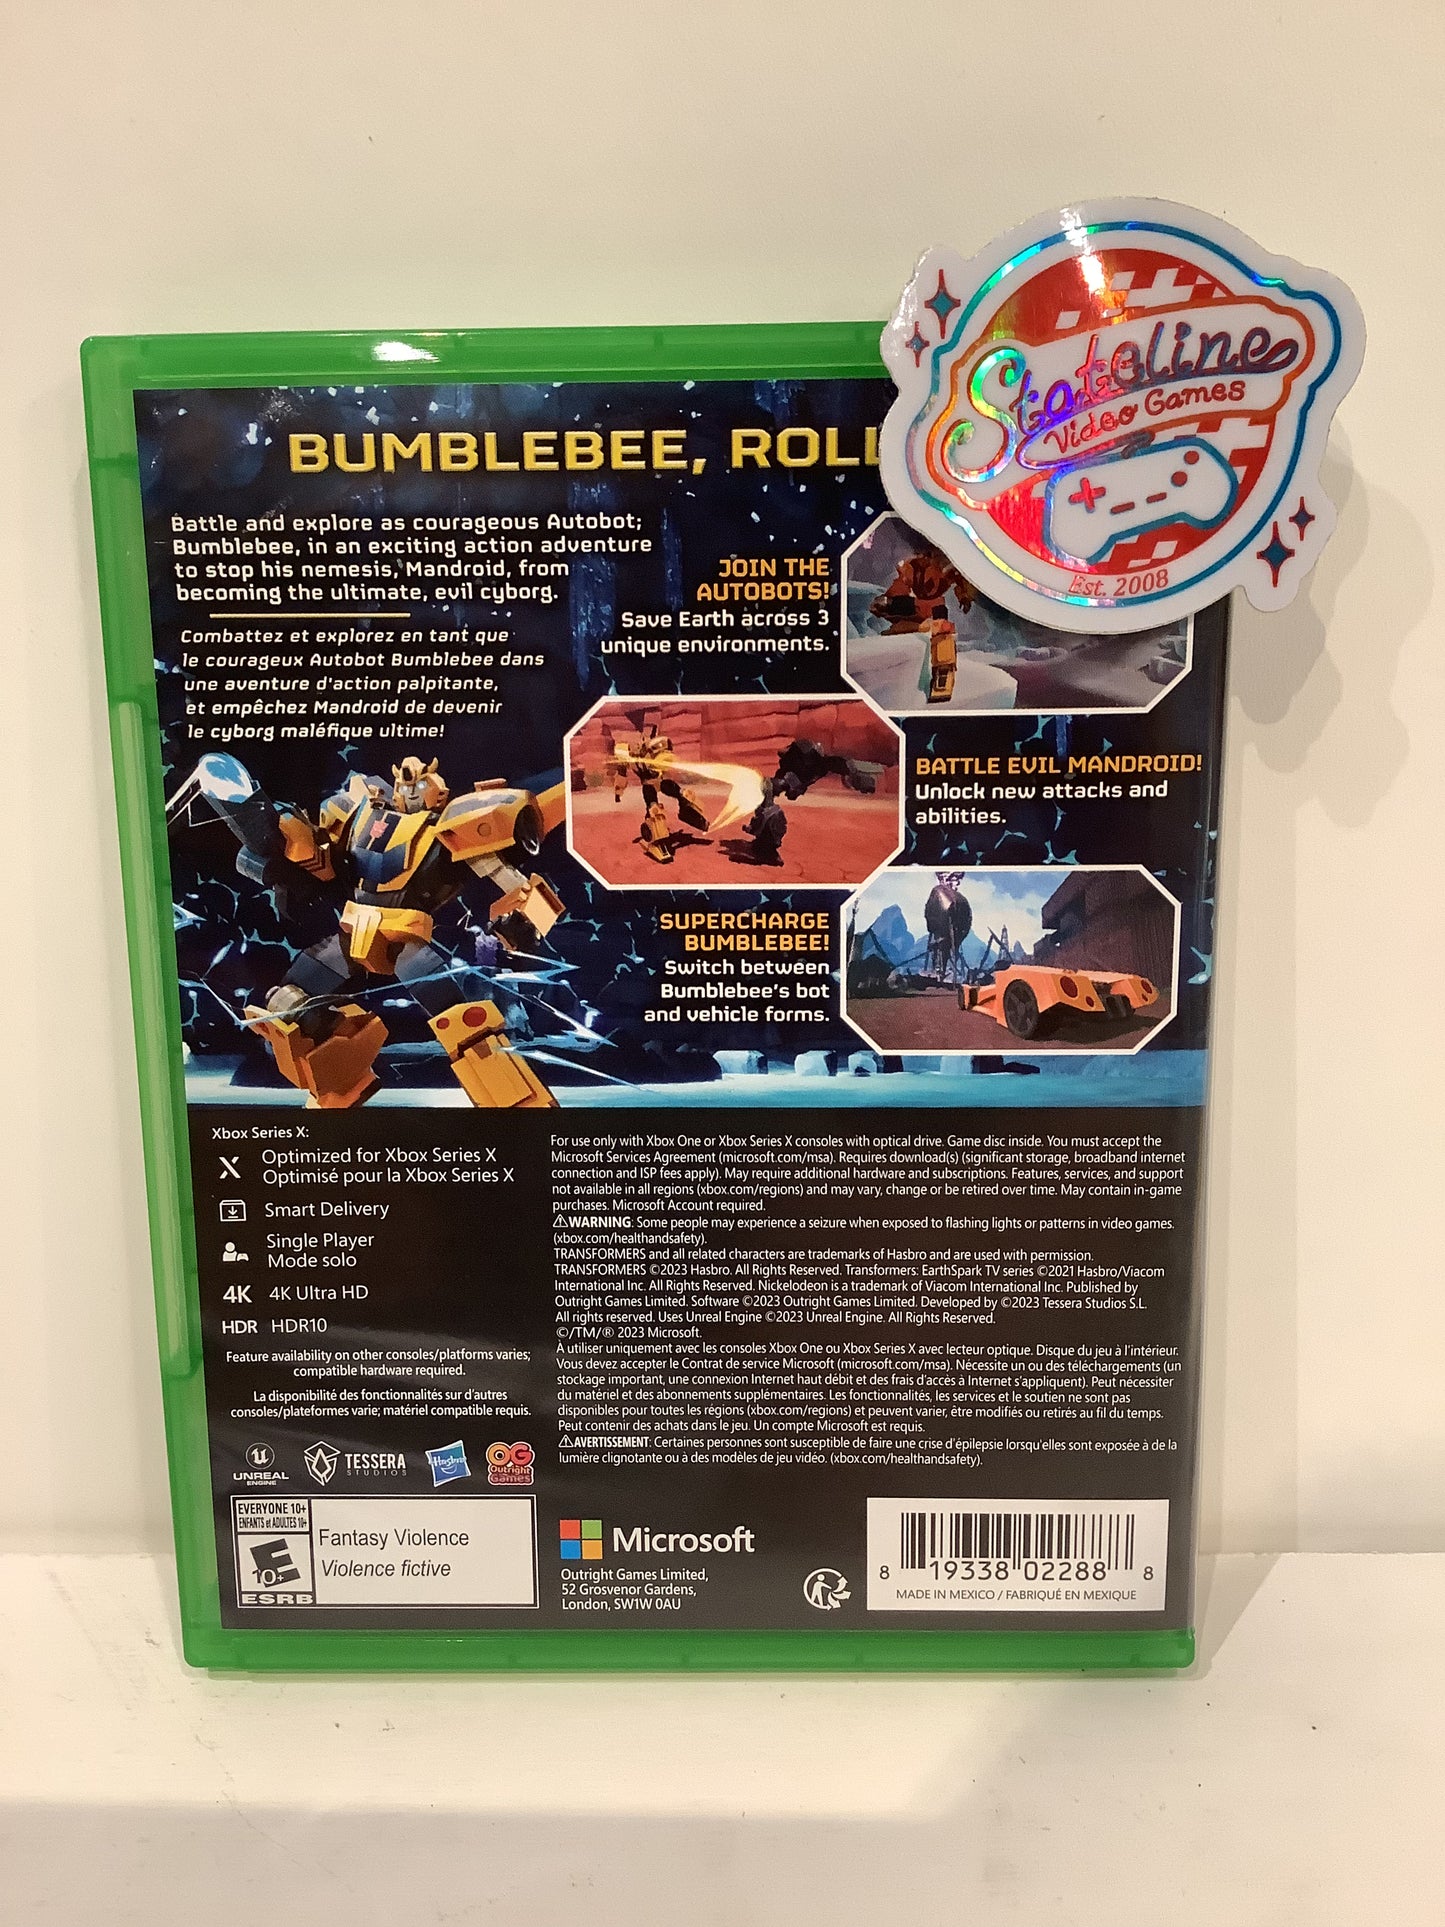 Stateline
Video Games
Est. 2008
BUMBLEBEE, ROLL
Battle and explore as courageous Autobot;
Bumblebee, in an exciting action adventure
to stop his nemesis, Mandroid, from
becoming the ultimate, evil cyborg.
Combattez et explorez en tant que
le courageux Autobot Bumblebee dans
une aventure d'action palpitante,
et empêchez Mandroid de devenir
le cyborg maléfique ultime!
JOIN THE
AUTOBOTS!
Save Earth across 3
unique environments.
BATTLE EVIL MANDROID!
Unlock new attacks and
abilities.
SUPERCHARGE
BUMBLEBEE!
Switch between
Bumblebee's bot
and vehicle forms.
Xbox Series X:
X Optimized for Xbox Series X
Optimisé pour la Xbox Series X
Smart Delivery
Single Player
Mode solo
4K 4K Ultra HD
HDR HDR10
Feature availability on other consoles/platforms varies;
compatible hardware required.
La disponibilité des fonctionnalités sur d'autres
consoles/plateformes varie; matériel compatible requis.
For use only with Xbox One or Xbox Series X consoles with optical drive. Game disc inside. You must accept the
Microsoft Services Agreement (microsoft.com/msa). Requires download(s) (significant storage, broadband internet
connection and ISP fees apply). May require additional hardware and subscriptions. Features, services, and support
not available in all regions (xbox.com/regions) and may vary, change or be retired over time. May contain in-game
purchases. Microsoft Account required.
⚠WARNING: Some people may experience a seizure when exposed to flashing lights or patterns in video games.
(xbox.com/healthandsafety).
TRANSFORMERS and all related characters are trademarks of Hasbro and are used with permission.
TRANSFORMERS ©2023 Hasbro. All Rights Reserved. Transformers: EarthSpark TV series ©2021 Hasbro/Viacom
International Inc. All Rights Reserved. Nickelodeon is a trademark of Viacom International Inc. Published by
Outright Games Limited. Software ©2023 Outright Games Limited. Developed by ©2023 Tessera Studios S.L.
All rights reserved. Uses Unreal Engine ©2023 Unreal Engine. All Rights Reserved.
©/TM/® 2023 Microsoft.
À utiliser uniquement avec les consoles Xbox One ou Xbox Series X avec lecteur optique. Disque du jeu à l'intérieur.
Vous devez accepter le Contrat de service Microsoft (microsoft.com/msa). Nécessite un ou des téléchargements (un
stockage important, une connexion Internet haut débit et des frais d'accès à Internet s'appliquent). Peut nécessiter
du matériel et des abonnements supplémentaires. Les fonctionnalités, les services et le soutien ne sont pas
disponibles pour toutes les régions (xbox.com/regions) et peuvent varier, être modifiés ou retirés au fil du temps.
Peut contenir des achats dans le jeu. Un compte Microsoft est requis.
⚠AVERTISSEMENT: Certaines personnes sont susceptible de faire une crise d'épilepsie lorsqu'elles sont exposée à de la
lumière clignotante ou à des modèles de jeu vidéo. (xbox.com/healthandsafety).
UNREAL
ENGINE
TESSERA
STUDIOS
Hasbro
OG
Outright
Games
EVERYONE 10+
ENFANTS et ADULTES 10+
E
10+
ESRB
Fantasy Violence
Violence fictive
Microsoft
Outright Games Limited,
52 Grosvenor Gardens,
London, SW1W 0AU
8 19338 02288 8
MADE IN MEXICO / FABRIQUÉ EN MEXIQUE